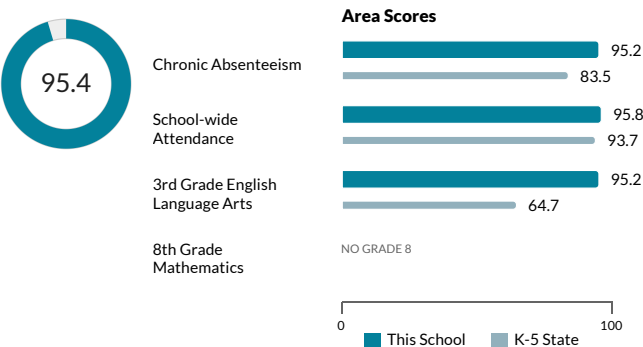 Area Scores
95.4
Chronic Absenteeism
95.2
83.5
School-wide
Attendance
95.8
93.7
3rd Grade English
Language Arts
95.2
64.7
8th Grade
Mathematics
NO GRADE 8
0
100
This School
K-5 State